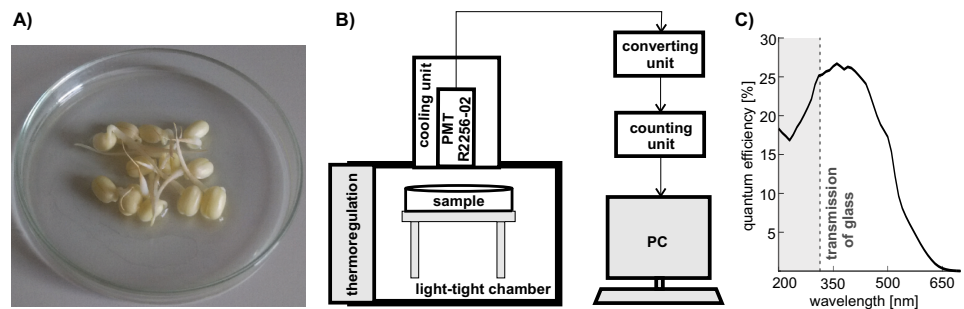 A)
B)
C)
cooling unit
PMT
R2256-02
thermoregulation
sample
light-tight chamber
converting
unit
counting
unit
PC
quantum efficiency [%]
30
25
20
15
10
5
transmission
of glass
200
350
500
650
wavelength [nm]